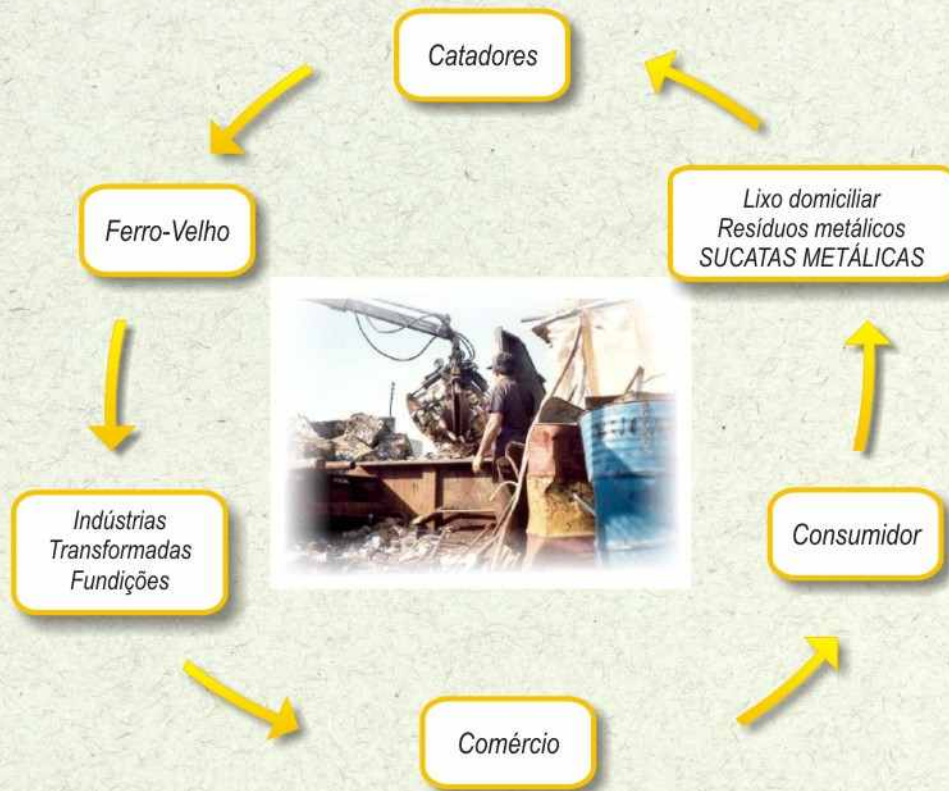 Catadores
Ferro-Velho
Lixo domiciliar
Resíduos metálicos
SUCATAS METÁLICAS
Indústrias
Transformadas
Fundições
Consumidor
Comércio